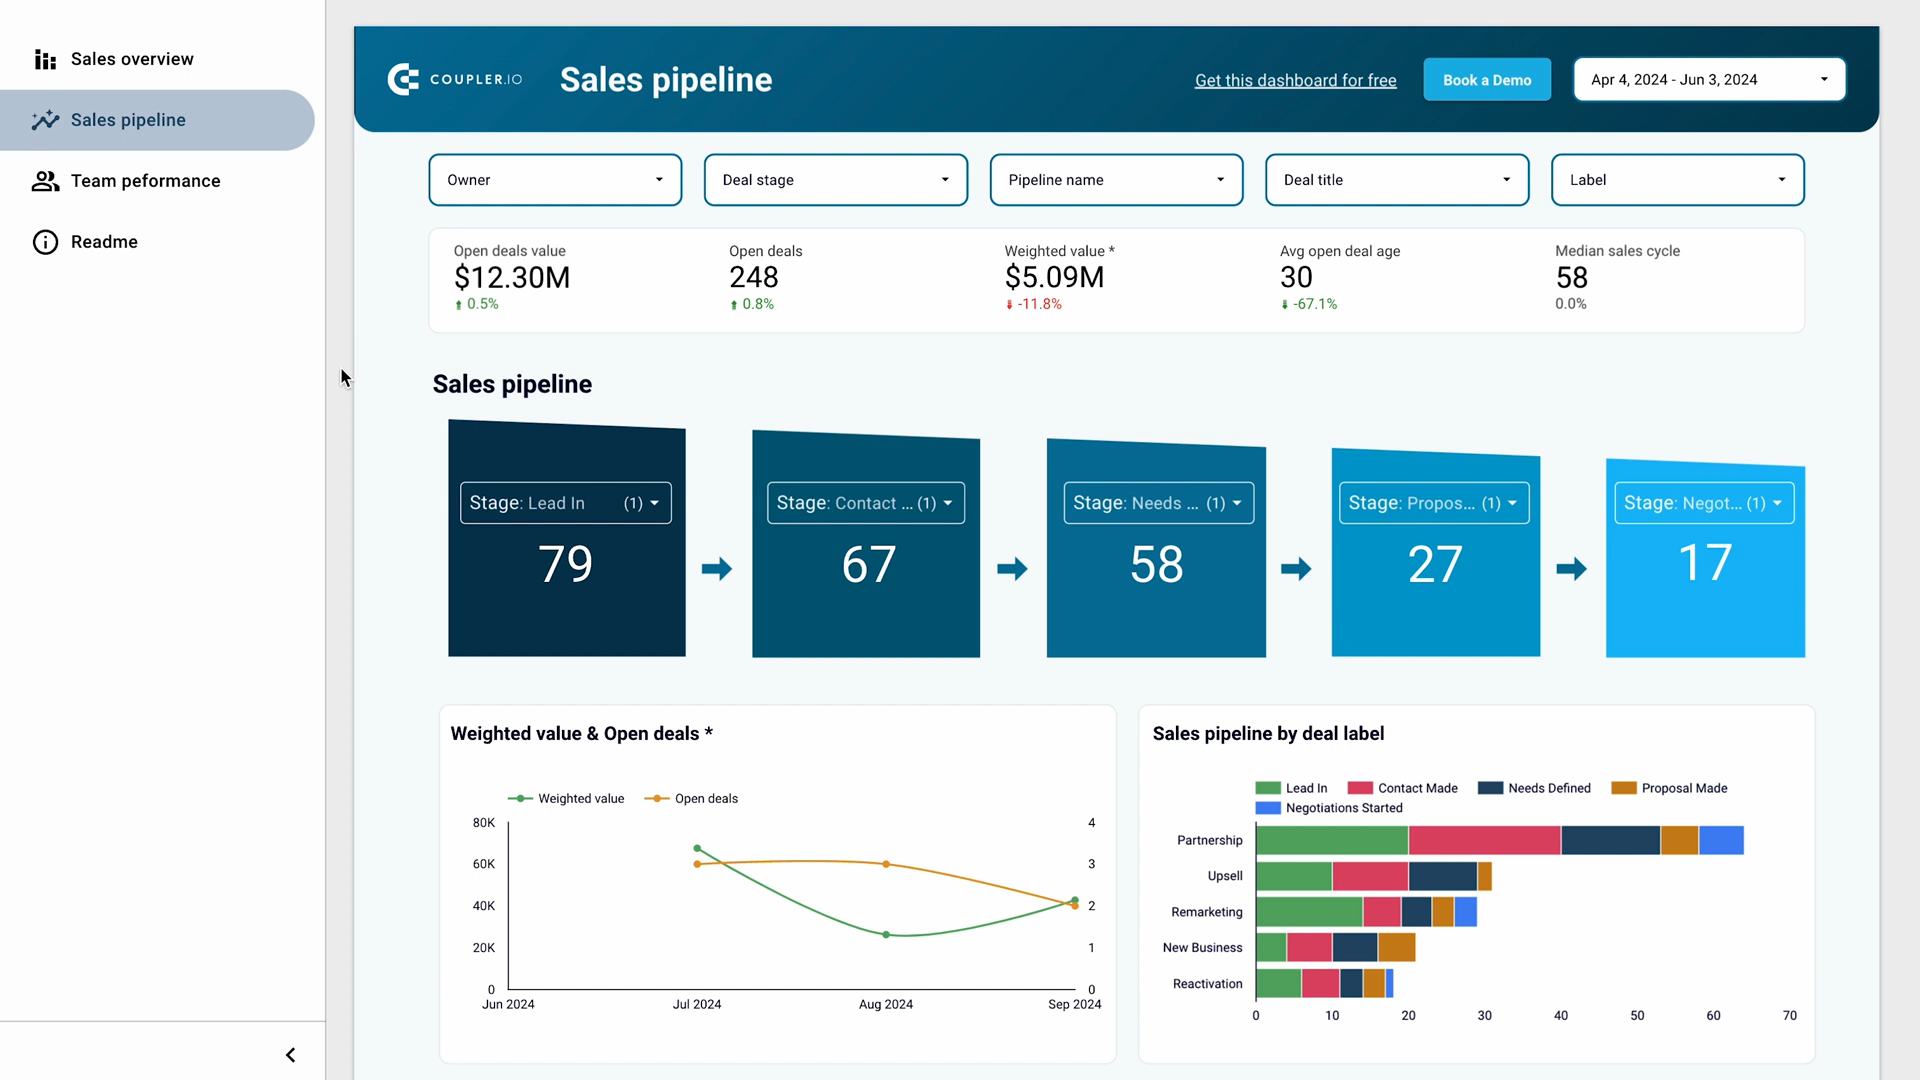 Sales overview
Sales pipeline
Team peformance
Readme
COUPLER.IO
Sales pipeline
Get this dashboard for free
Book a Demo
Apr 4, 2024 - Jun 3, 2024
Owner
Deal stage
Pipeline name
Deal title
Label
Open deals value
$12.30M
0.5%
Open deals
248
0.8%
Weighted value *
$5.09M
-11.8%
Avg open deal age
30
-67.1%
Median sales cycle
58
0.0%
Sales pipeline
Stage: Lead In (1)
79
Stage: Contact ... (1)
67
Stage: Needs ... (1)
58
Stage: Propos... (1)
27
Stage: Negot... (1)
17
Weighted value & Open deals *
Weighted value
Open deals
80K
60K
40K
20K
0
4
3
2
1
0
Jun 2024
Jul 2024
Aug 2024
Sep 2024
Sales pipeline by deal label
Lead In
Contact Made
Needs Defined
Proposal Made
Negotiations Started
Partnership
Upsell
Remarketing
New Business
Reactivation
0
10
20
30
40
50
60
70